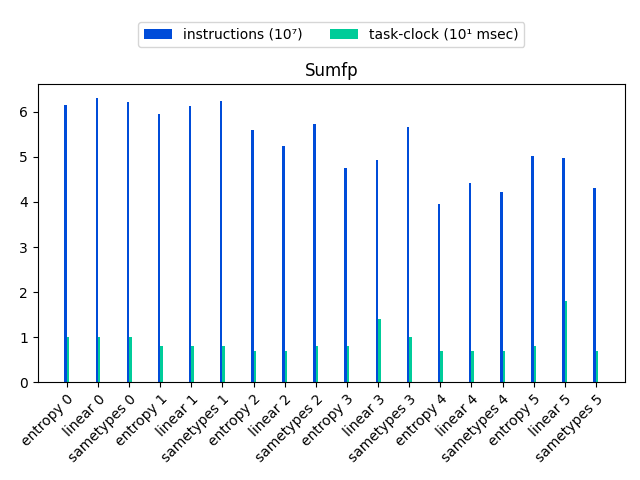 instructions (10⁷)
task-clock (10¹ msec)
Sumfp
6
5
4
3
2
1
0
entropy 0
linear 0
sametypes 0
entropy 1
linear 1
sametypes 1
entropy 2
linear 2
sametypes 2
entropy 3
linear 3
sametypes 3
entropy 4
linear 4
sametypes 4
entropy 5
linear 5
sametypes 5